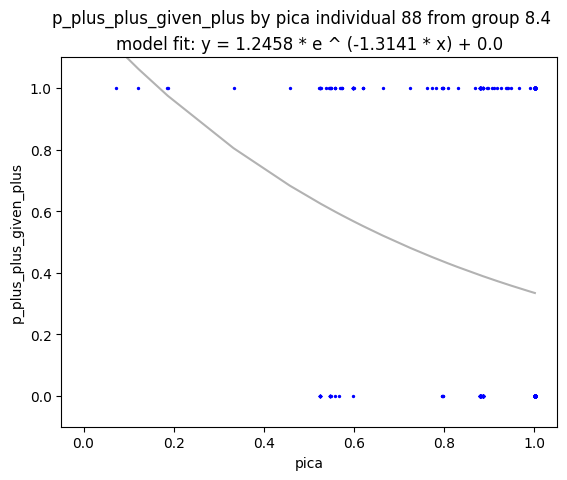 p_plus_plus_given_plus by pica individual 88 from group 8.4
model fit: y = 1.2458 * e ^ (-1.3141 * x) + 0.0
p_plus_plus_given_plus
1.0
0.8
0.6
0.4
0.2
0.0
0.0 0.2 0.4 0.6 0.8 1.0
pica